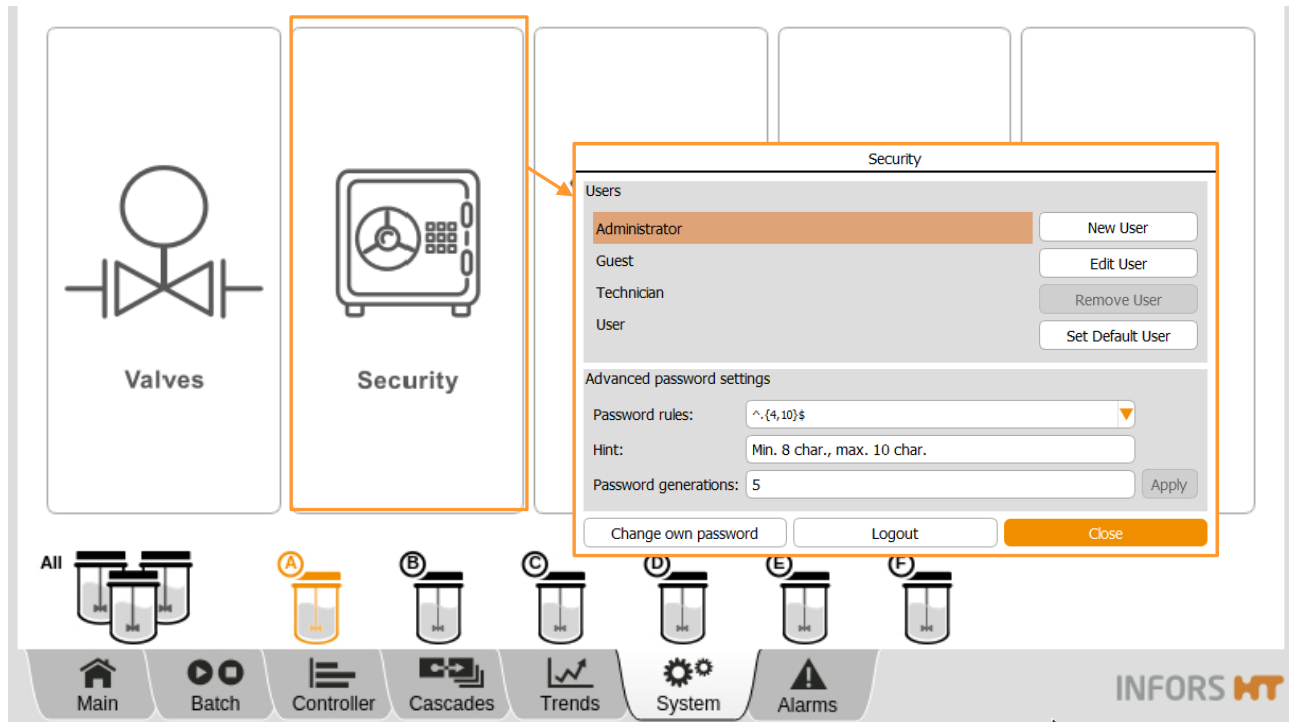 Security
Users
Administrator
New User
Guest
Edit User
Technician
Remove User
User
Set Default User
Valves
Security
Advanced password settings
Password rules:
^.{4,10}$
Hint:
Min. 8 char., max. 10 char.
Password generations:
5
Apply
Change own password
Logout
Close
All
A
B
C
D
E
F
Main
Batch
Controller
Cascades
Trends
System
Alarms
INFORS HT